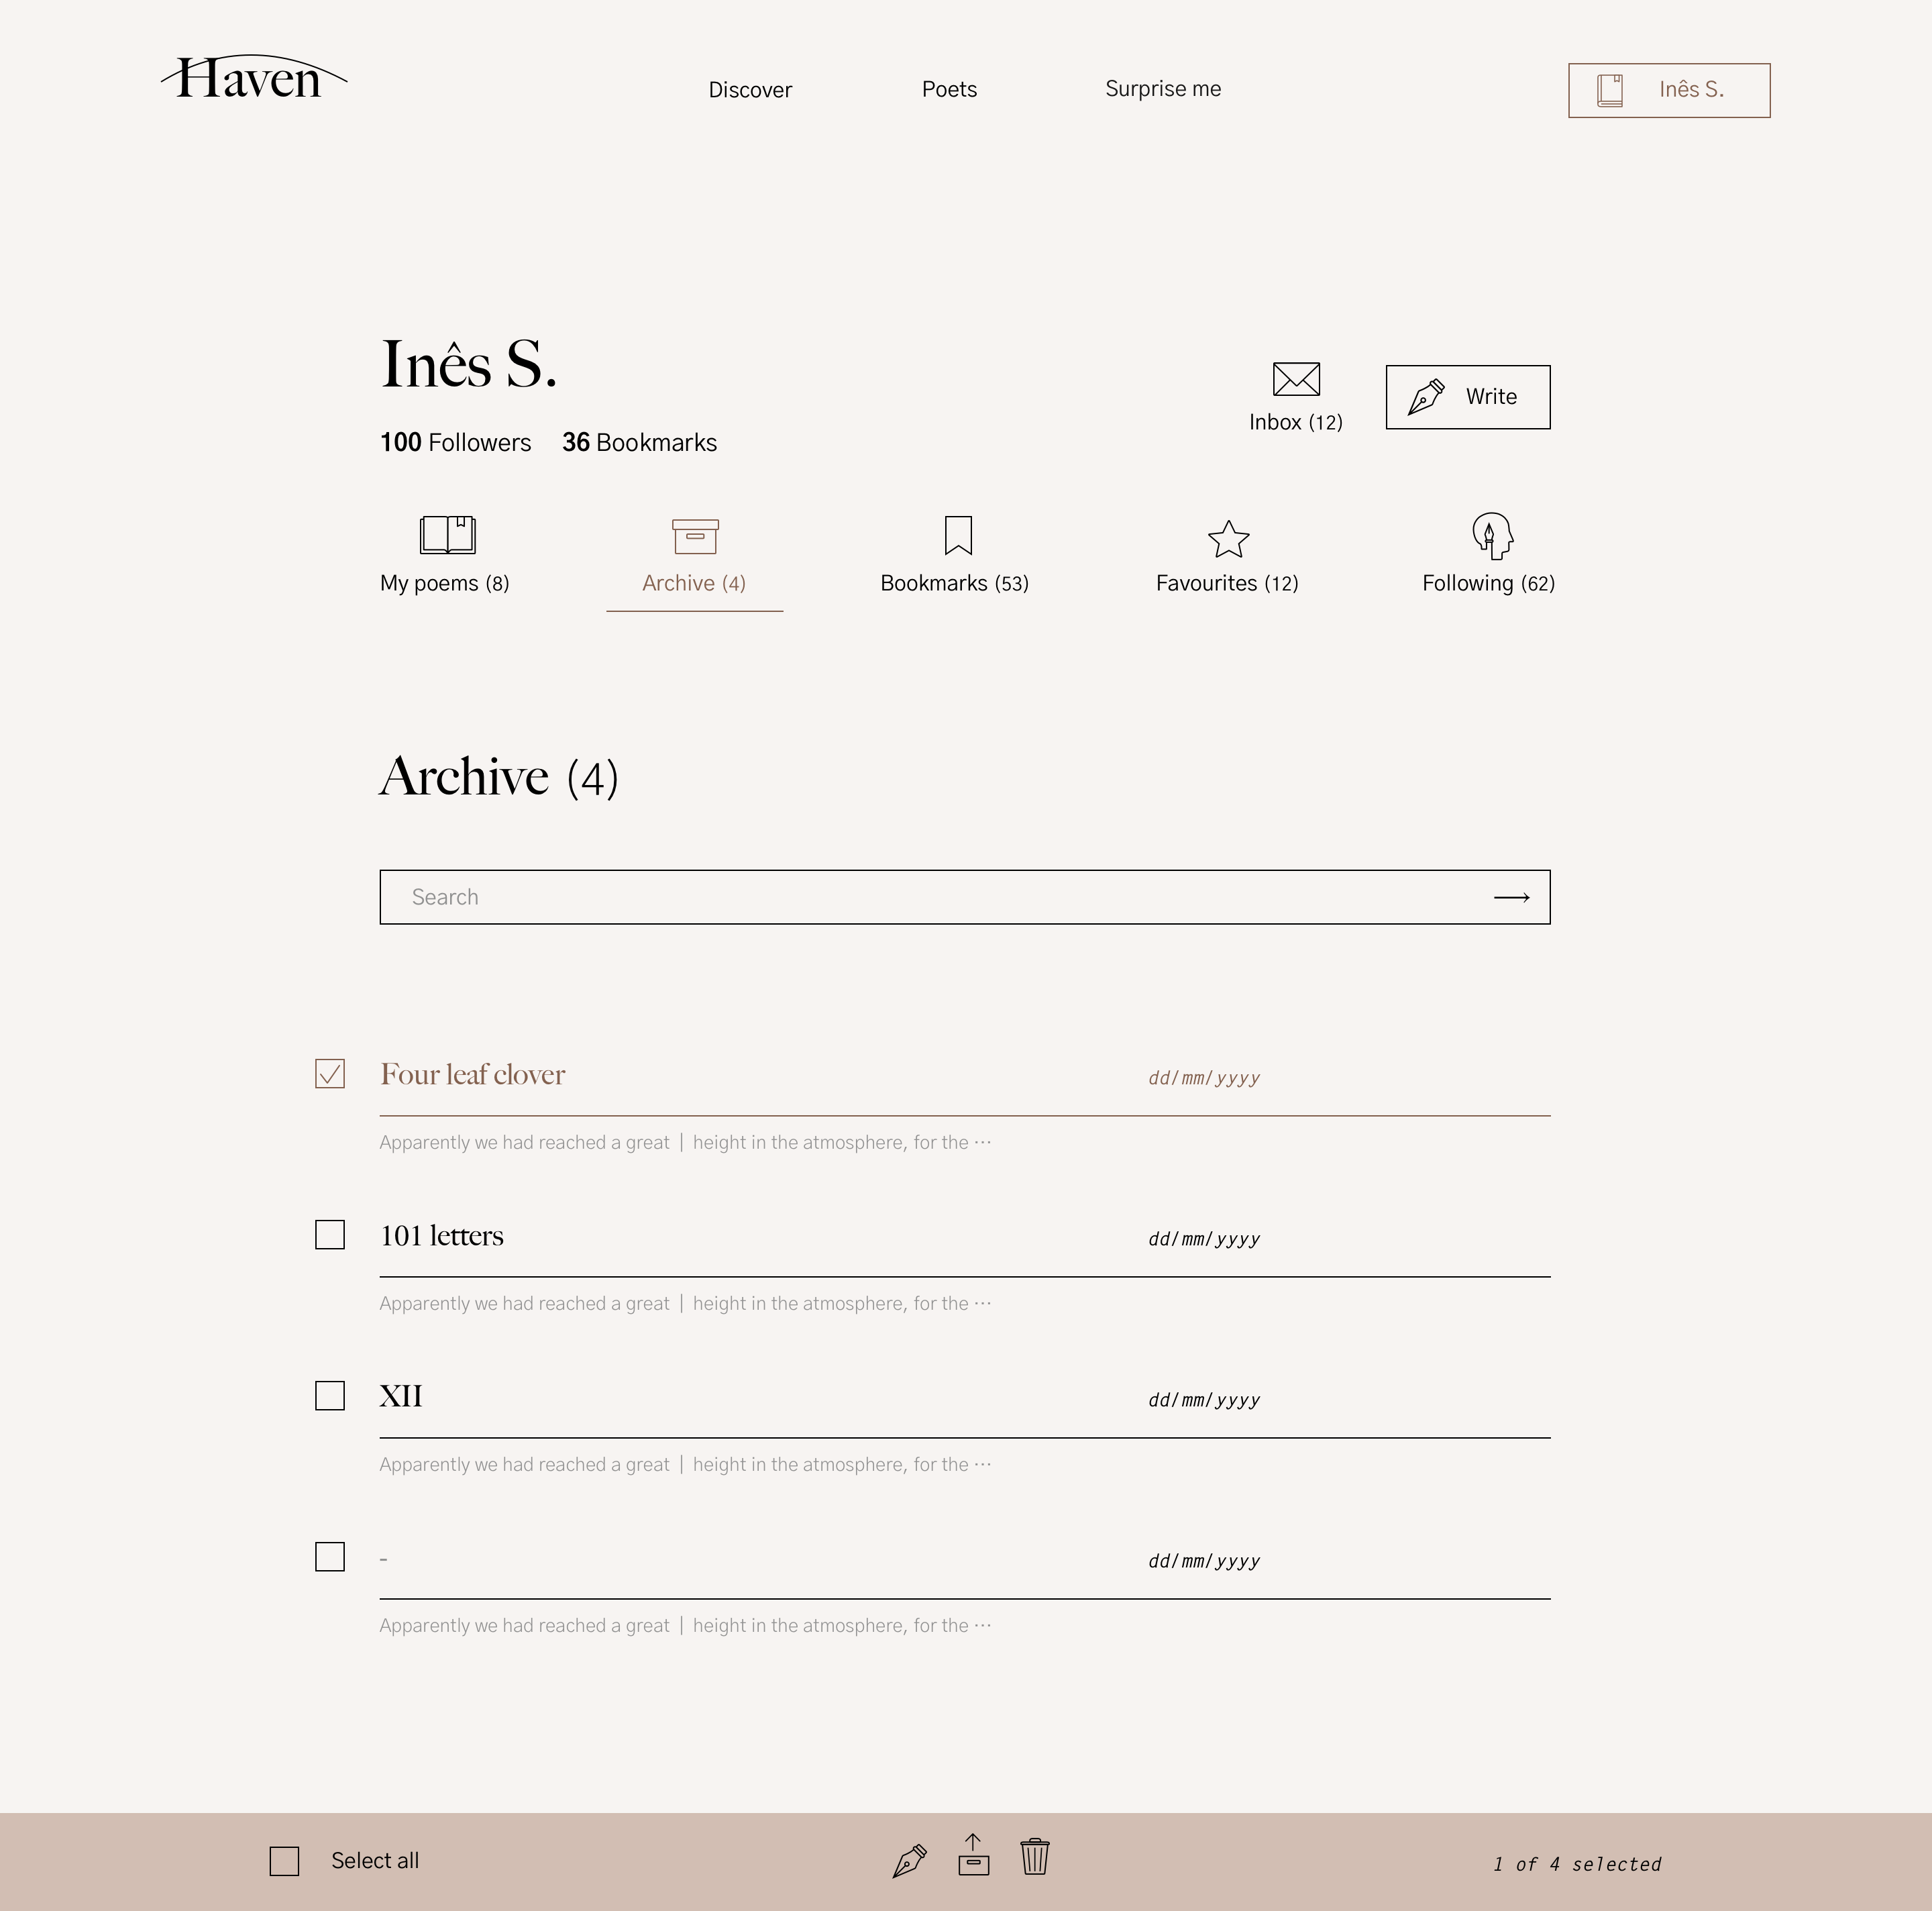 Haven
Discover Poets Surprise me Inês S.
Inês S.
100 Followers 36 Bookmarks
Inbox (12)
Write
My poems (8) Archive (4) Bookmarks (53) Favourites (12) Following (62)
Archive (4)
Search
Four leaf clover dd/mm/yyyy
Apparently we had reached a great | height in the atmosphere, for the ···
101 letters dd/mm/yyyy
Apparently we had reached a great | height in the atmosphere, for the ···
XII dd/mm/yyyy
Apparently we had reached a great | height in the atmosphere, for the ···
- dd/mm/yyyy
Apparently we had reached a great | height in the atmosphere, for the ···
Select all 1 of 4 selected